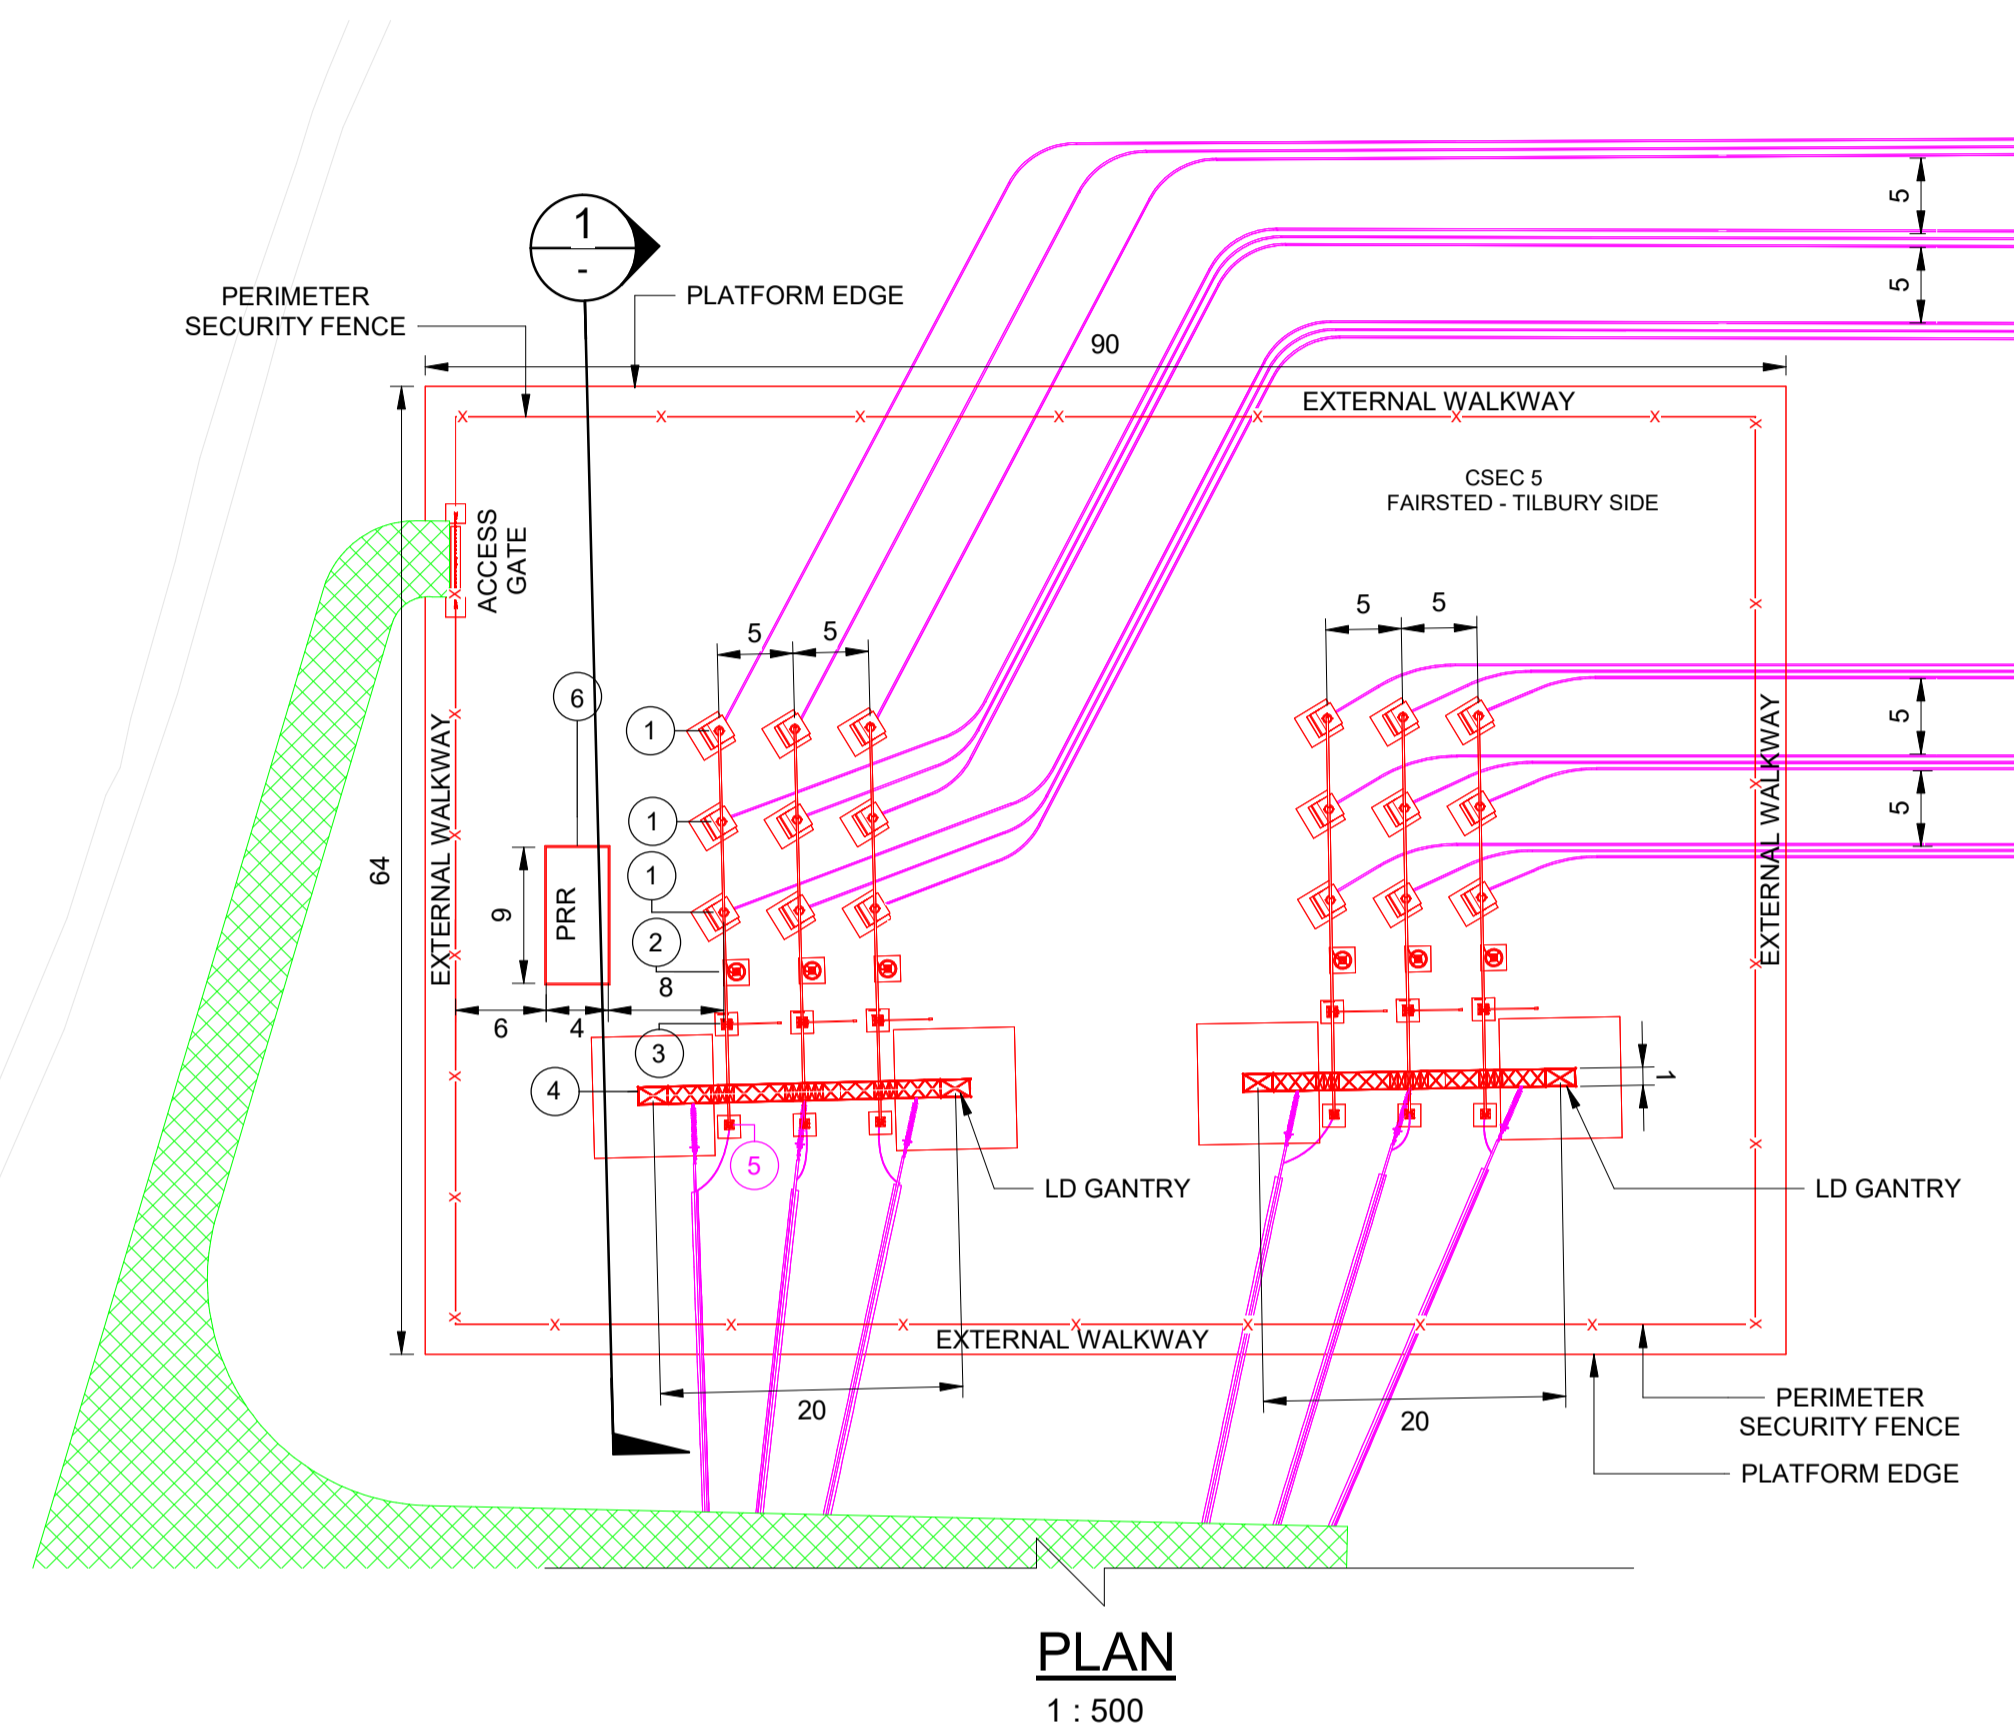 1
-
PERIMETER
SECURITY FENCE
PLATFORM EDGE
5
5
90
EXTERNAL WALKWAY
CSEC 5
FAIRSTED - TILBURY SIDE
ACCESS
GATE
5
5
5
5
6
1
1
1
2
3
4
5
64
EXTERNAL WALKWAY
9
PRR
6
4
8
5
5
EXTERNAL WALKWAY
1
LD GANTRY
LD GANTRY
EXTERNAL WALKWAY
20
20
PERIMETER
SECURITY FENCE
PLATFORM EDGE
PLAN
1 : 500